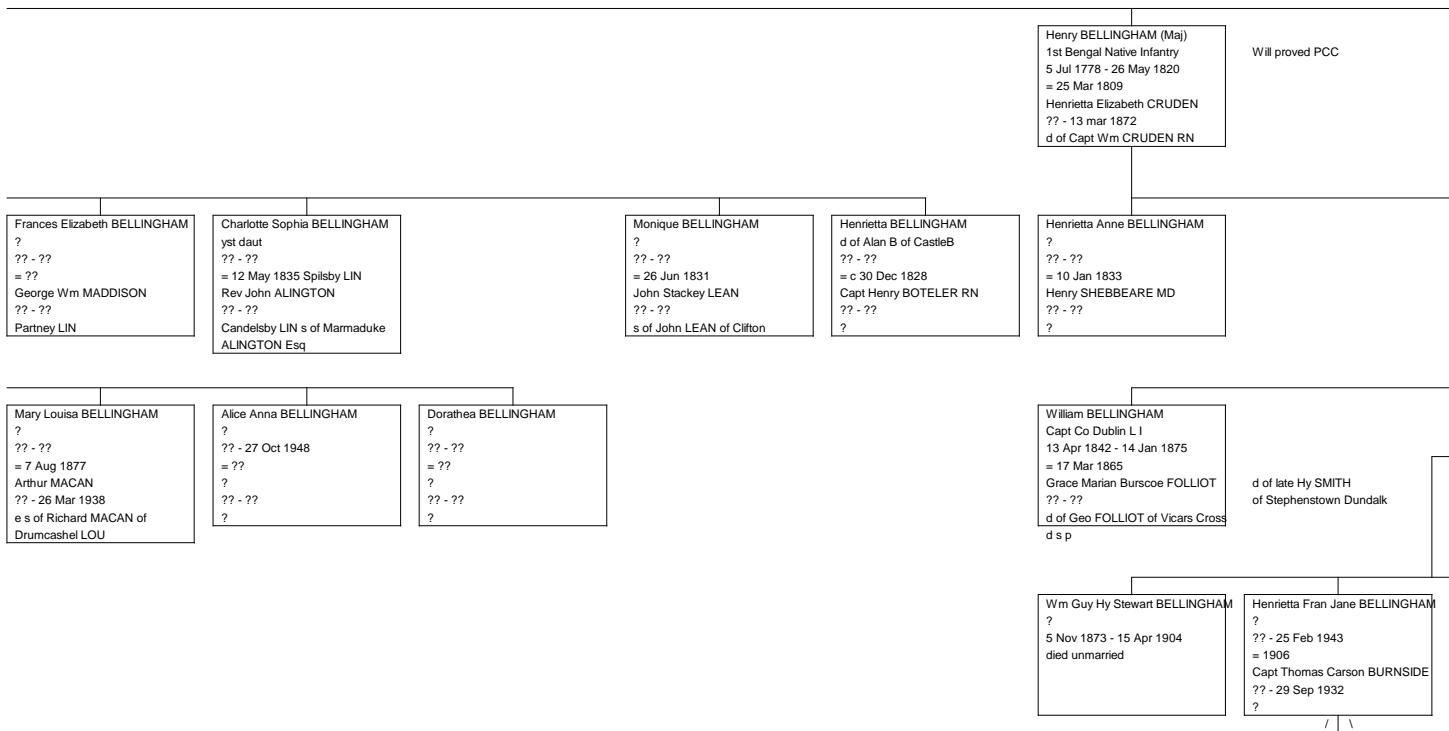 Henry BELLINGHAM (Maj)
1st Bengal Native Infantry
5 Jul 1778 - 26 May 1820
= 25 Mar 1809
Henrietta Elizabeth CRUDEN
?? - 13 mar 1872
d of Capt Wm CRUDEN RN
Will proved PCC
Frances Elizabeth BELLINGHAM
?
?? - ??
= ??
George Wm MADDISON
?? - ??
Partney LIN
Charlotte Sophia BELLINGHAM
yst daut
?? - ??
= 12 May 1835 Spilsby LIN
Rev John ALINGTON
?? - ??
Candelsby LIN s of Marmaduke
ALINGTON Esq
Monique BELLINGHAM
?
?? - ??
= 26 Jun 1831
John Stackey LEAN
?? - ??
s of John LEAN of Clifton
Henrietta BELLINGHAM
d of Alan B of CastleB
?? - ??
= c 30 Dec 1828
Capt Henry BOTELER RN
?? - ??
?
Henrietta Anne BELLINGHAM
?
?? - ??
= 10 Jan 1833
Henry SHEBBEARE MD
?? - ??
?
Mary Louisa BELLINGHAM
?
?? - ??
= 7 Aug 1877
Arthur MACAN
?? - 26 Mar 1938
e s of Richard MACAN of
Drumcashel LOU
Alice Anna BELLINGHAM
?
?? - 27 Oct 1948
= ??
?
?? - ??
?
Dorathea BELLINGHAM
?
?? - ??
= ??
?
?? - ??
?
William BELLINGHAM
Capt Co Dublin L I
13 Apr 1842 - 14 Jan 1875
= 17 Mar 1865
Grace Marian Burscoe FOLLIOT
?? - ??
d of Geo FOLLIOT of Vicars Cross
d s p
d of late Hy SMITH
of Stephenstown Dundalk
Wm Guy Hy Stewart BELLINGHAM
?
5 Nov 1873 - 15 Apr 1904
died unmarried
Henrietta Fran Jane BELLINGHAM
?
?? - 25 Feb 1943
= 1906
Capt Thomas Carson BURNSIDE
?? - 29 Sep 1932
?
/ \